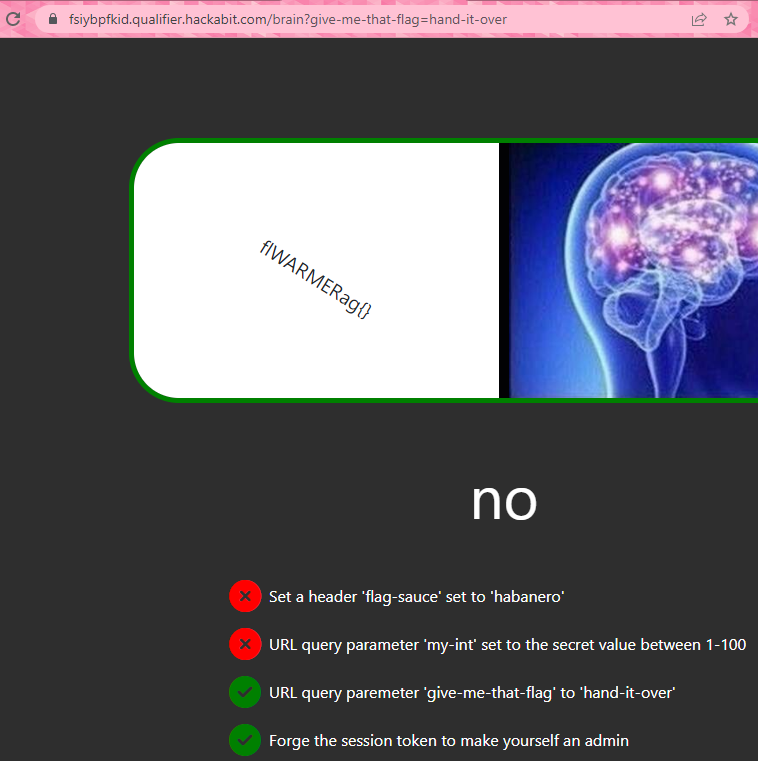 fsiybpfkid.qualifier.hackabit.com/brain?give-me-that-flag=hand-it-over
flWARMERag{}
no
Set a header 'flag-sauce' set to 'habanero'
URL query parameter 'my-int' set to the secret value between 1-100
URL query paremeter 'give-me-that-flag' to 'hand-it-over'
Forge the session token to make yourself an admin